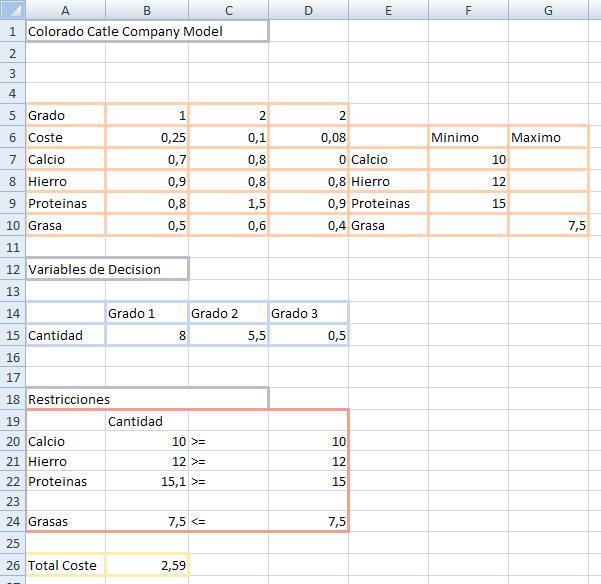 A B C D E F G
1 Colorado Catle Company Model
2
3
4
5 Grado 1 2 2
6 Coste 0,25 0,1 0,08 Minimo Maximo
7 Calcio 0,7 0,8 0 Calcio 10
8 Hierro 0,9 0,8 0,8 Hierro 12
9 Proteinas 0,8 1,5 0,9 Proteinas 15
10 Grasa 0,5 0,6 0,4 Grasa 7,5
11
12 Variables de Decision
13
14 Grado 1 Grado 2 Grado 3
15 Cantidad 8 5,5 0,5
16
17
18 Restricciones
19 Cantidad
20 Calcio 10 >= 10
21 Hierro 12 >= 12
22 Proteinas 15,1 >= 15
23
24 Grasas 7,5 <= 7,5
25
26 Total Coste 2,59